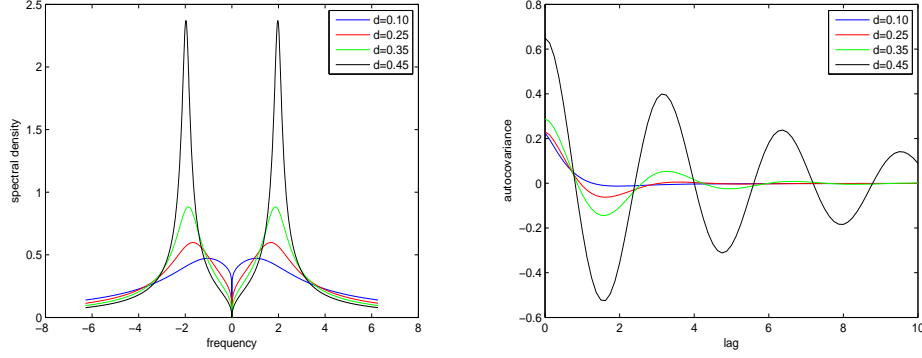 2.5
2
1.5
1
0.5
0
−8
−6
−4
−2
0
2
4
6
8
spectral density
frequency
d=0.10
d=0.25
d=0.35
d=0.45
0.8
0.6
0.4
0.2
0
−0.2
−0.4
−0.6
0
2
4
6
8
10
autocovariance
lag
d=0.10
d=0.25
d=0.35
d=0.45